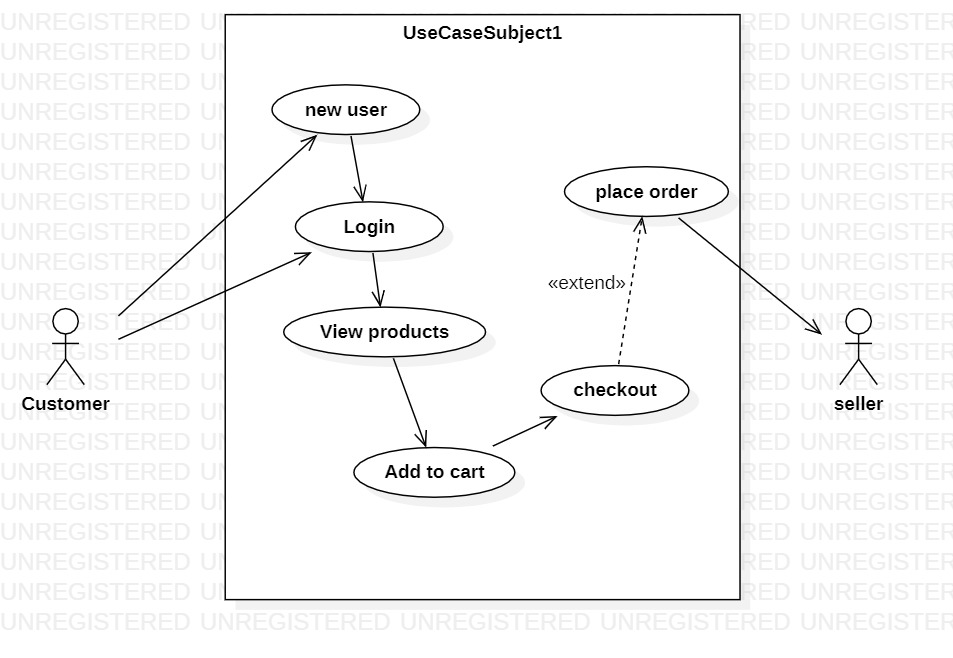 UseCaseSubject1
new user
place order
Login
«extend»
View products
checkout
Customer
seller
Add to cart
UNREGISTERED UNREGISTERED UNREGISTERED UNREGISTERED UNREGISTER